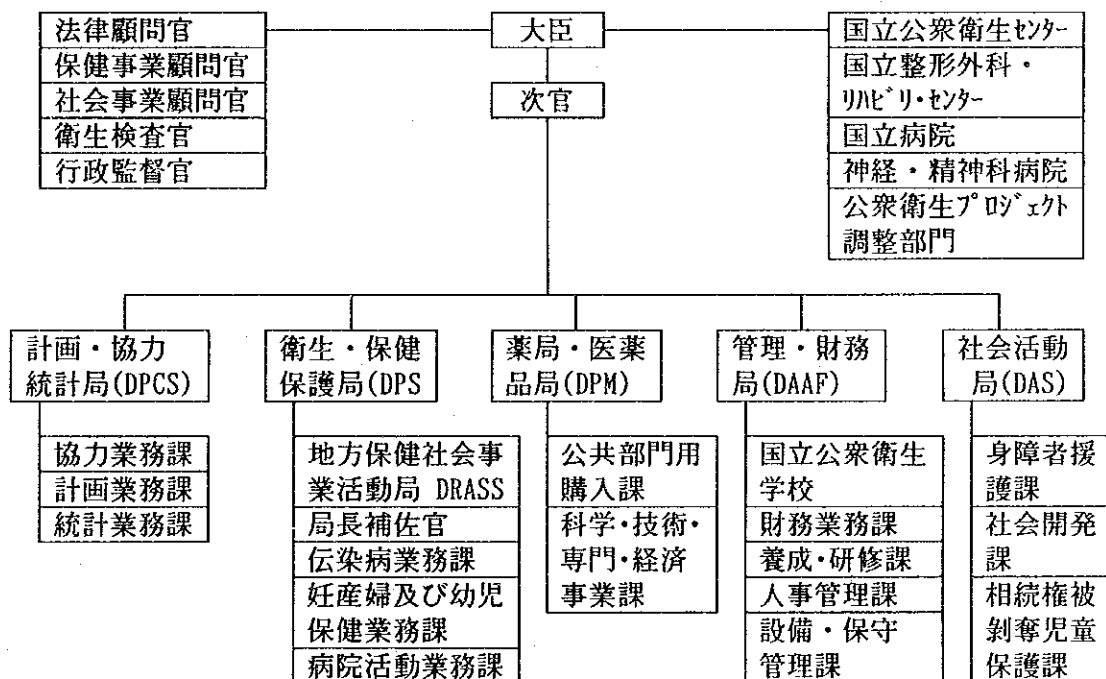 法律顧問官
保健事業顧問官
社会事業顧問官
衛生検査官
行政監督官
大臣
次官
国立公衆衛生センター
国立整形外科・
リハビリ・センター
国立病院
神経・精神科病院
公衆衛生プロジェクト
調整部門
計画・協力
統計局(DPCS)
協力業務課
計画業務課
統計業務課
衛生・保健
保護局(DPS
地方保健社会事
業活動局 DRASS
局長補佐官
伝染病業務課
妊産婦及び幼児
保健業務課
病院活動業務課
薬局・医薬
品局(DPM)
公共部門用
購入課
科学・技術・
専門・経済
事業課
管理・財務
局(DAAF)
国立公衆衛生
学校
財務業務課
養成・研修課
人事管理課
設備・保守
管理課
社会活動
局(DAS)
身障者援
護課
社会開発
課
相続権被
剝奪児童
保護課